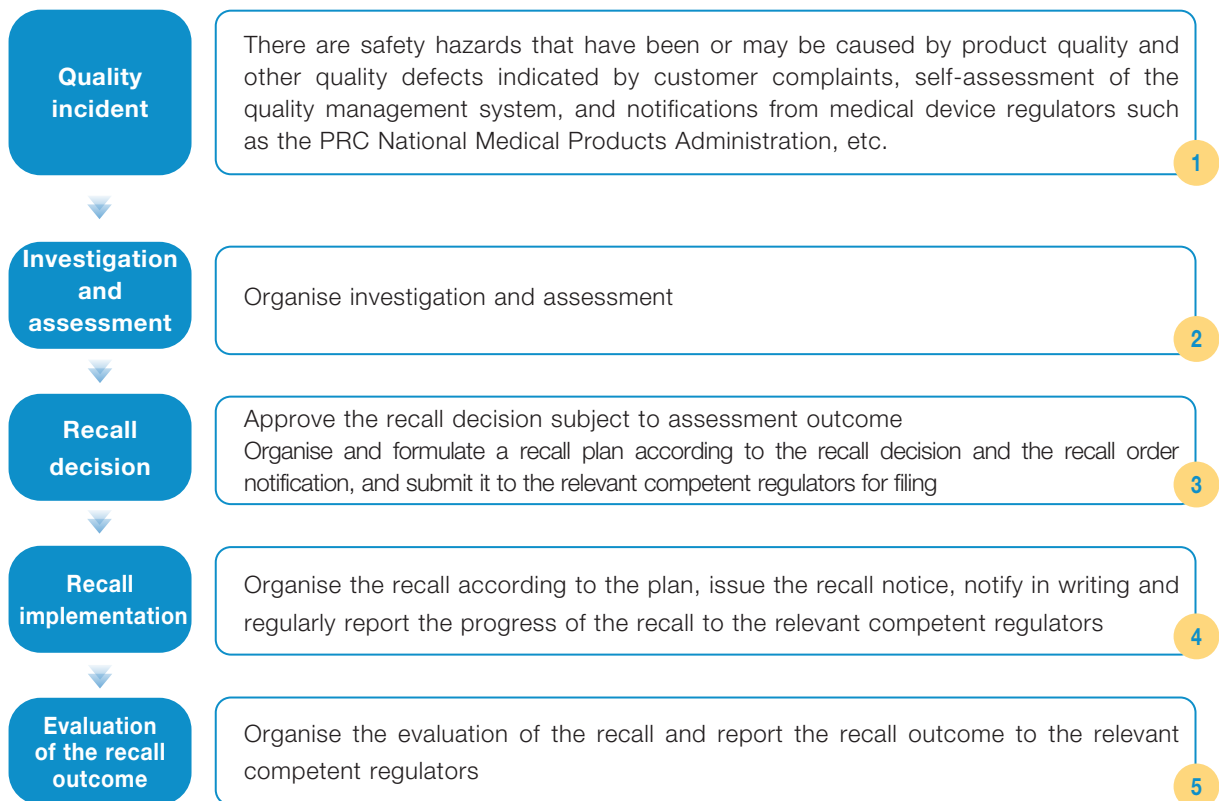 Quality
incident
There are safety hazards that have been or may be caused by product quality and
other quality defects indicated by customer complaints, self-assessment of the
quality management system, and notifications from medical device regulators such
as the PRC National Medical Products Administration, etc.
1
Investigation
and
assessment
Organise investigation and assessment
2
Recall
decision
Approve the recall decision subject to assessment outcome
Organise and formulate a recall plan according to the recall decision and the recall order
notification, and submit it to the relevant competent regulators for filing
3
Recall
implementation
Organise the recall according to the plan, issue the recall notice, notify in writing and
regularly report the progress of the recall to the relevant competent regulators
4
Evaluation
of the recall
outcome
Organise the evaluation of the recall and report the recall outcome to the relevant
competent regulators
5